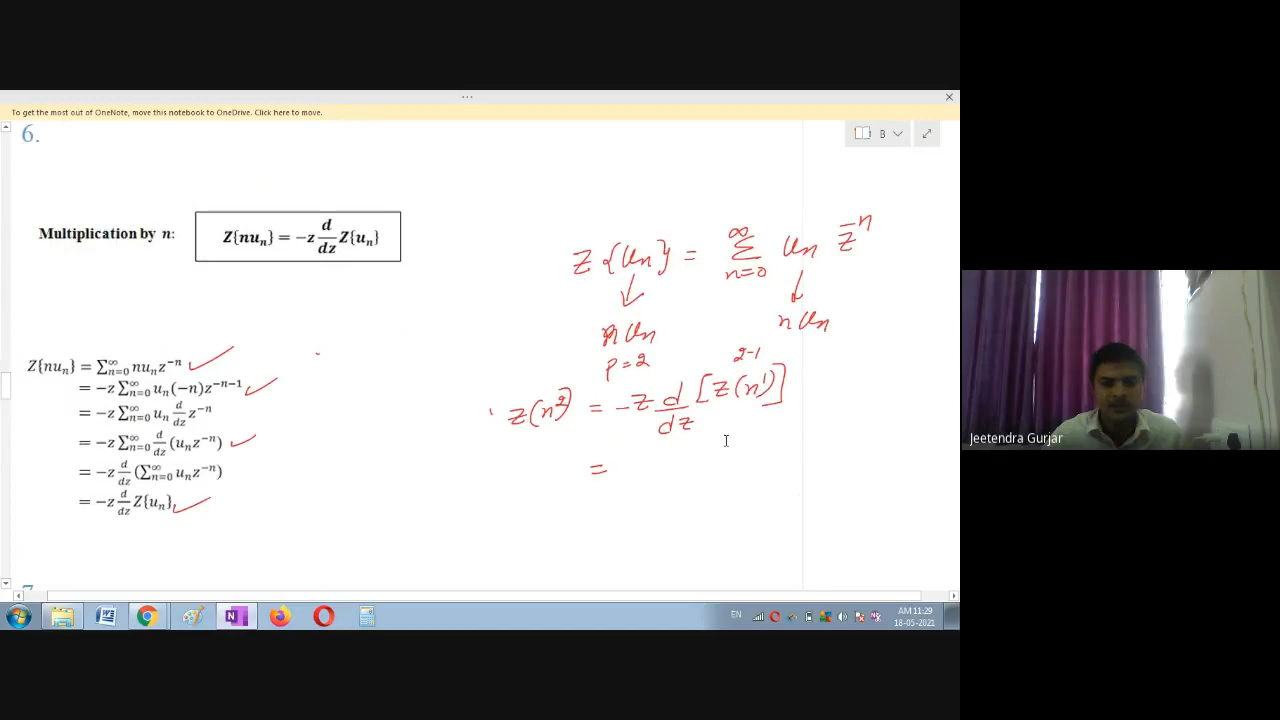 To get the most out of OneNote, move this notebook to OneDrive. Click here to move.
6.
B
Multiplication by n: Z{nuₙ} = −z d/dz Z{uₙ}
Z{uₙ} = ∑ₙ₌₀^∞ uₙ z⁻ⁿ
nuₙ nuₙ
p=2
Z{nuₙ} = ∑ₙ₌₀^∞ nuₙz⁻ⁿ
= −z ∑ₙ₌₀^∞ uₙ(−n)z⁻ⁿ⁻¹
= −z ∑ₙ₌₀^∞ uₙ d/dz z⁻ⁿ
= −z ∑ₙ₌₀^∞ d/dz (uₙz⁻ⁿ)
= −z d/dz (∑ₙ₌₀^∞ uₙz⁻ⁿ)
= −z d/dz Z{uₙ}
2-1
z(n²) = −z d/dz [z(n¹)]
=
Jeetendra Gurjar
EN
AM 11:29
18-05-2021